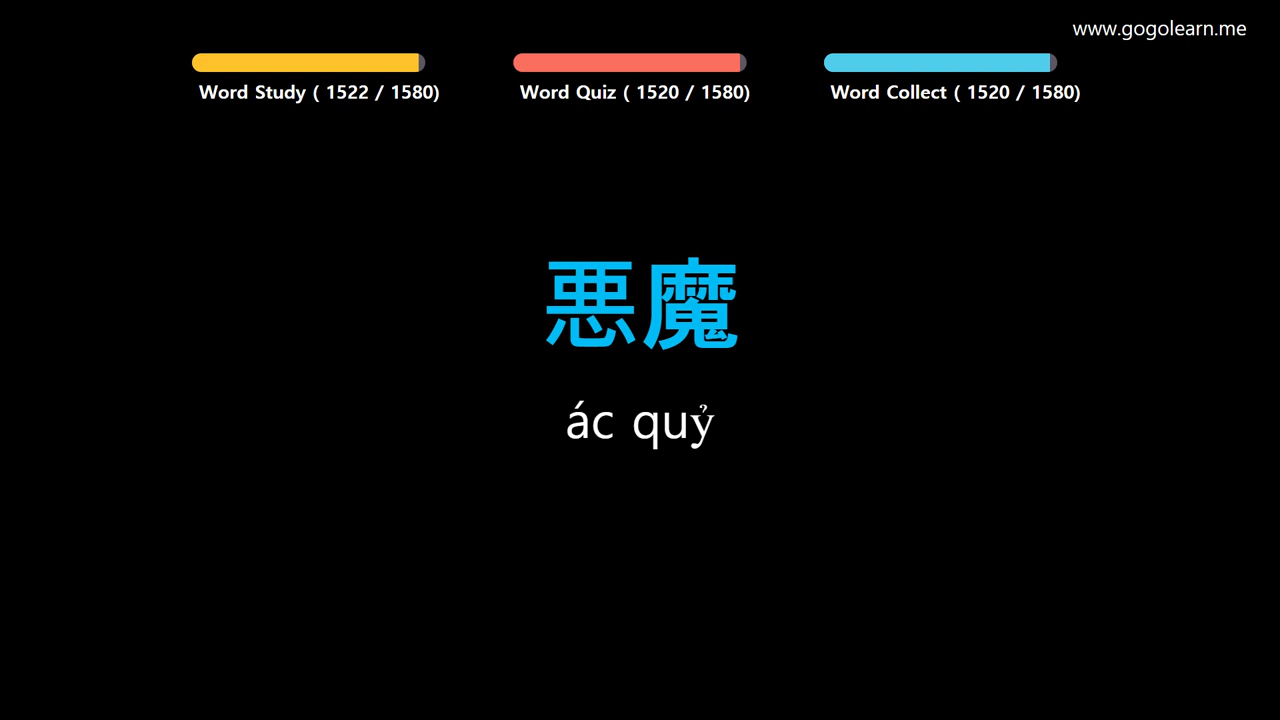 www.gogolearn.me
Word Study ( 1522 / 1580)
Word Quiz ( 1520 / 1580)
Word Collect ( 1520 / 1580)
悪魔
ác quỷ